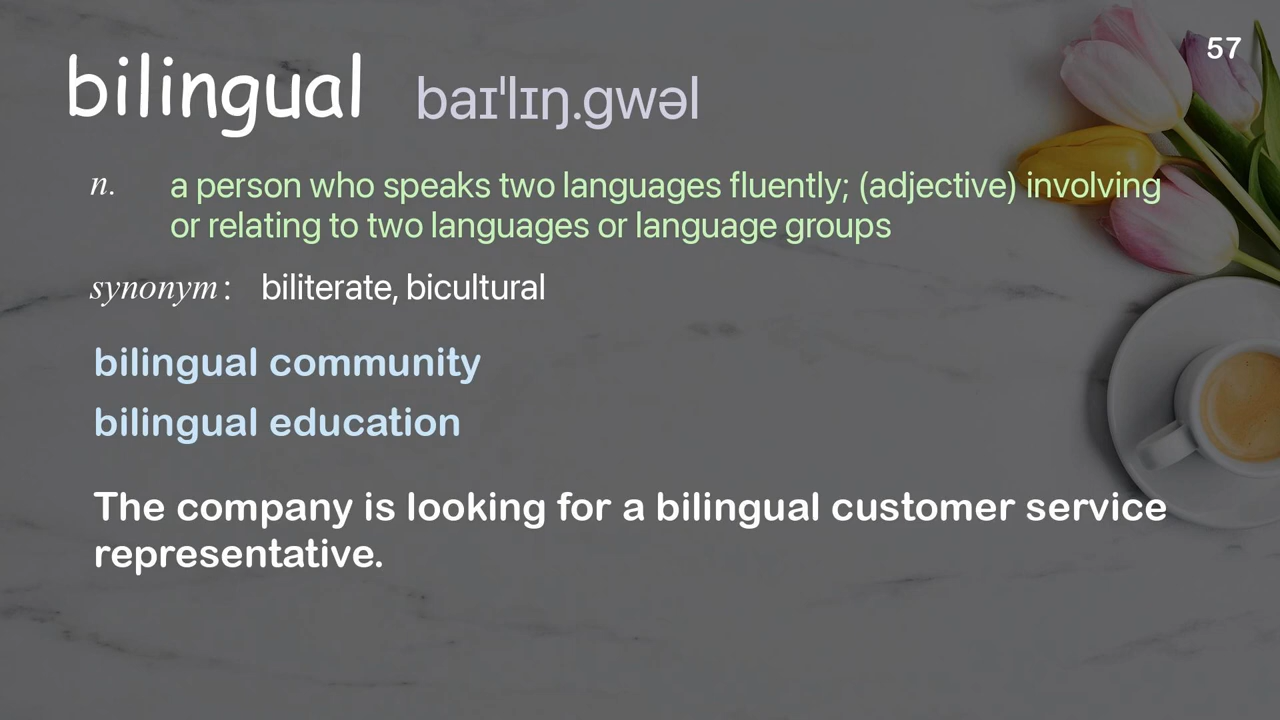 57
bilingual baɪˈlɪŋ.gwəl
n. a person who speaks two languages fluently; (adjective) involving
or relating to two languages or language groups
synonym: biliterate, bicultural
bilingual community
bilingual education
The company is looking for a bilingual customer service
representative.